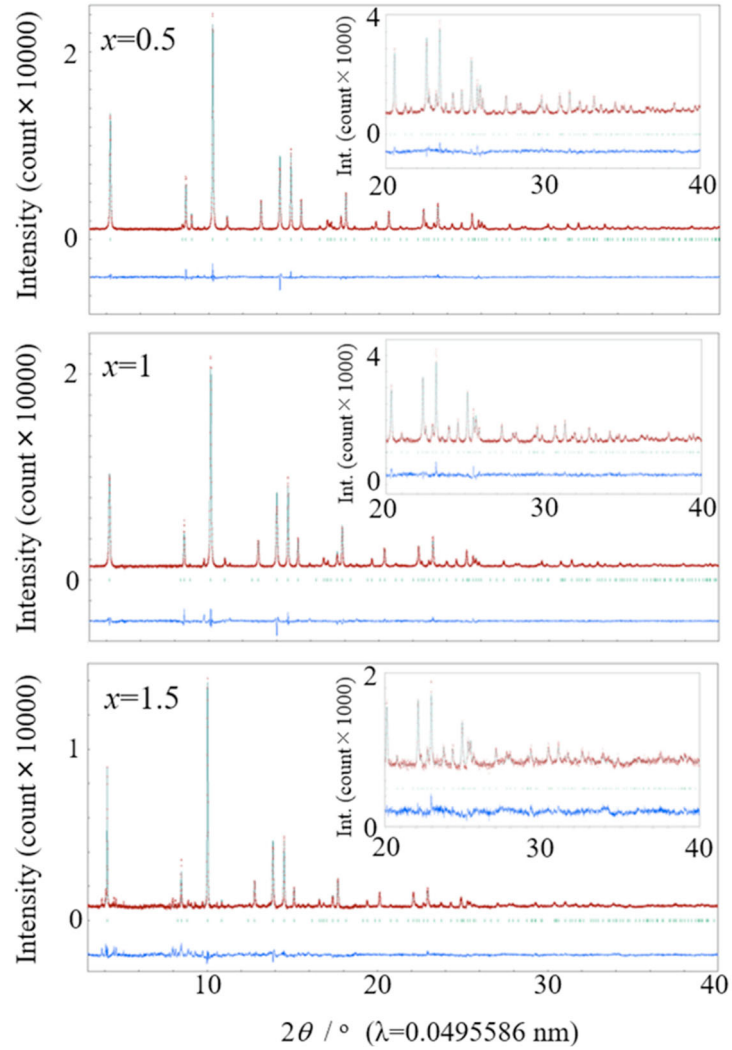 Intensity (count × 10000)
2
0
x=0.5
Int. (count × 1000)
4
0
20 30 40
Intensity (count × 10000)
2
0
x=1
Int. (count × 1000)
4
0
20 30 40
Intensity (count × 10000)
1
0
x=1.5
Int. (count × 1000)
2
0
20 30 40
10 20 30 40
2θ / ° (λ=0.0495586 nm)